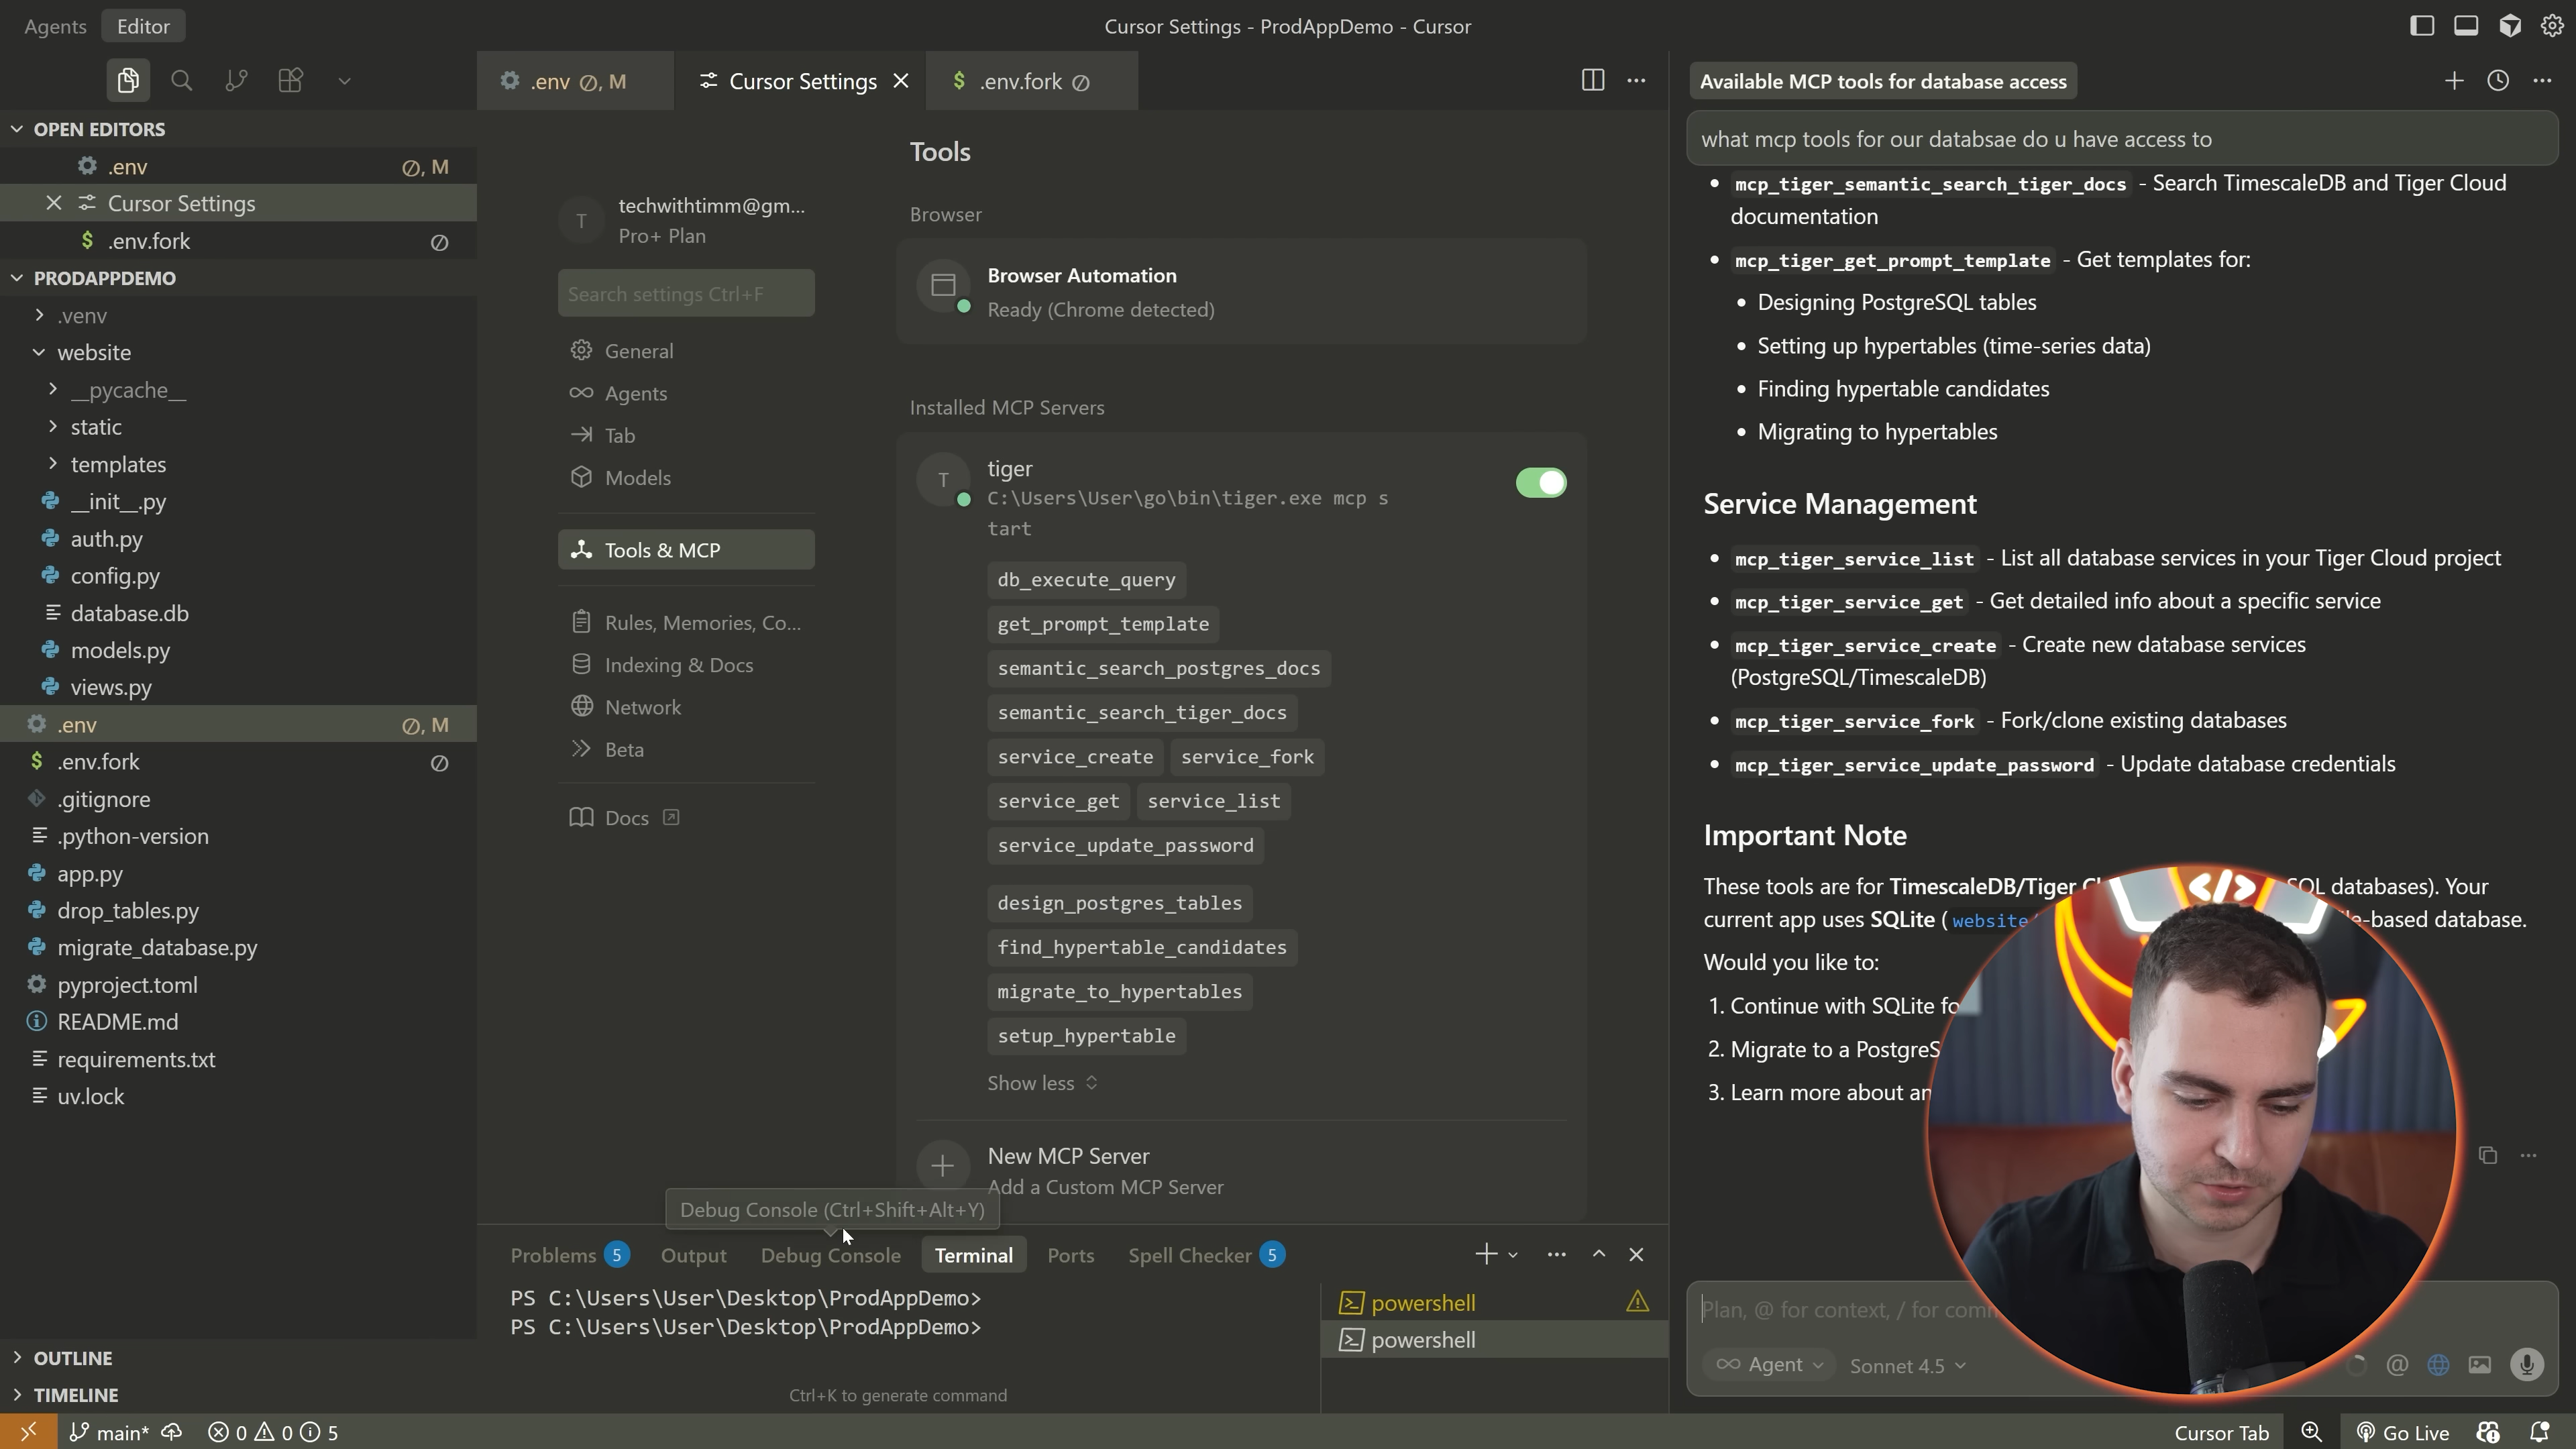 Agents
Editor
Cursor Settings - ProdAppDemo - Cursor
.env
M
Cursor Settings
.env.fork
OPEN EDITORS
.env
, M
Cursor Settings
.env.fork
PRODAPPDEMO
.venv
website
__pycache__
static
templates
__init__.py
auth.py
config.py
database.db
models.py
views.py
.env
, M
.env.fork
.gitignore
.python-version
app.py
drop_tables.py
migrate_database.py
pyproject.toml
README.md
requirements.txt
uv.lock
OUTLINE
TIMELINE
T
techwithtimm@gm...
Pro+ Plan
Search settings Ctrl+F
General
Agents
Tab
Models
Tools & MCP
Rules, Memories, Co...
Indexing & Docs
Network
Beta
Docs
Tools
Browser
Browser Automation
Ready (Chrome detected)
Installed MCP Servers
T
tiger
C:\Users\User\go\bin\tiger.exe mcp s
tart
db_execute_query
get_prompt_template
semantic_search_postgres_docs
semantic_search_tiger_docs
service_create service_fork
service_get service_list
service_update_password
design_postgres_tables
find_hypertable_candidates
migrate_to_hypertables
setup_hypertable
Show less
New MCP Server
Add a Custom MCP Server
Debug Console (Ctrl+Shift+Alt+Y)
Problems 5 Output Debug Console Terminal Ports Spell Checker 5
PS C:\Users\User\Desktop\ProdAppDemo>
PS C:\Users\User\Desktop\ProdAppDemo>
powershell
powershell
Ctrl+K to generate command
Available MCP tools for database access
what mcp tools for our databsae do u have access to
• mcp_tiger_semantic_search_tiger_docs - Search TimescaleDB and Tiger Cloud
documentation
• mcp_tiger_get_prompt_template - Get templates for:
• Designing PostgreSQL tables
• Setting up hypertables (time-series data)
• Finding hypertable candidates
• Migrating to hypertables
Service Management
• mcp_tiger_service_list - List all database services in your Tiger Cloud project
• mcp_tiger_service_get - Get detailed info about a specific service
• mcp_tiger_service_create - Create new database services
(PostgreSQL/TimescaleDB)
• mcp_tiger_service_fork - Fork/clone existing databases
• mcp_tiger_service_update_password - Update database credentials
Important Note
These tools are for TimescaleDB/Tiger databases). Your
current app uses SQLite ( website -based database.
Would you like to:
1. Continue with SQLite
2. Migrate to a
3. Learn more about
</>
Plan, @ for context, / for
Agent Sonnet 4.5
main* 0 0 5
Cursor Tab
Go Live